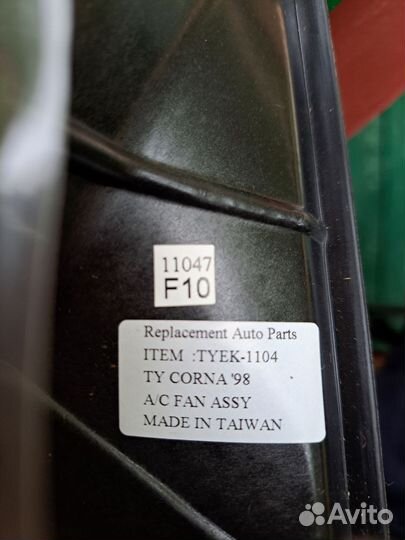 11047
F10
Replacement Auto Parts
ITEM :TYEK-1104
TY CORNA '98
A/C FAN ASSY
MADE IN TAIWAN
Avito